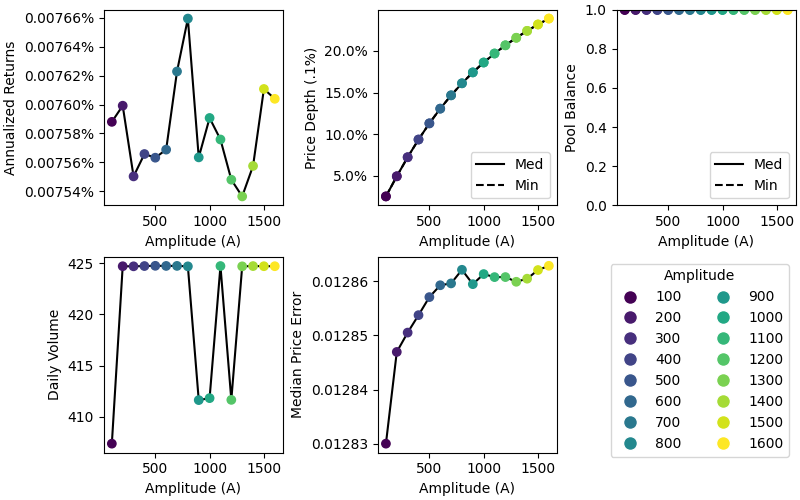 0.00766%
0.00764%
0.00762%
0.00760%
0.00758%
0.00756%
0.00754%
Annualized Returns
500 1000 1500
Amplitude (A)
20.0%
15.0%
10.0%
5.0%
Price Depth (.1%)
Med
Min
500 1000 1500
Amplitude (A)
1.0
0.8
0.6
0.4
0.2
0.0
Pool Balance
Med
Min
500 1000 1500
Amplitude (A)
425
420
415
410
Daily Volume
500 1000 1500
Amplitude (A)
0.01286
0.01285
0.01284
0.01283
Median Price Error
500 1000 1500
Amplitude (A)
Amplitude
100 900
200 1000
300 1100
400 1200
500 1300
600 1400
700 1500
800 1600